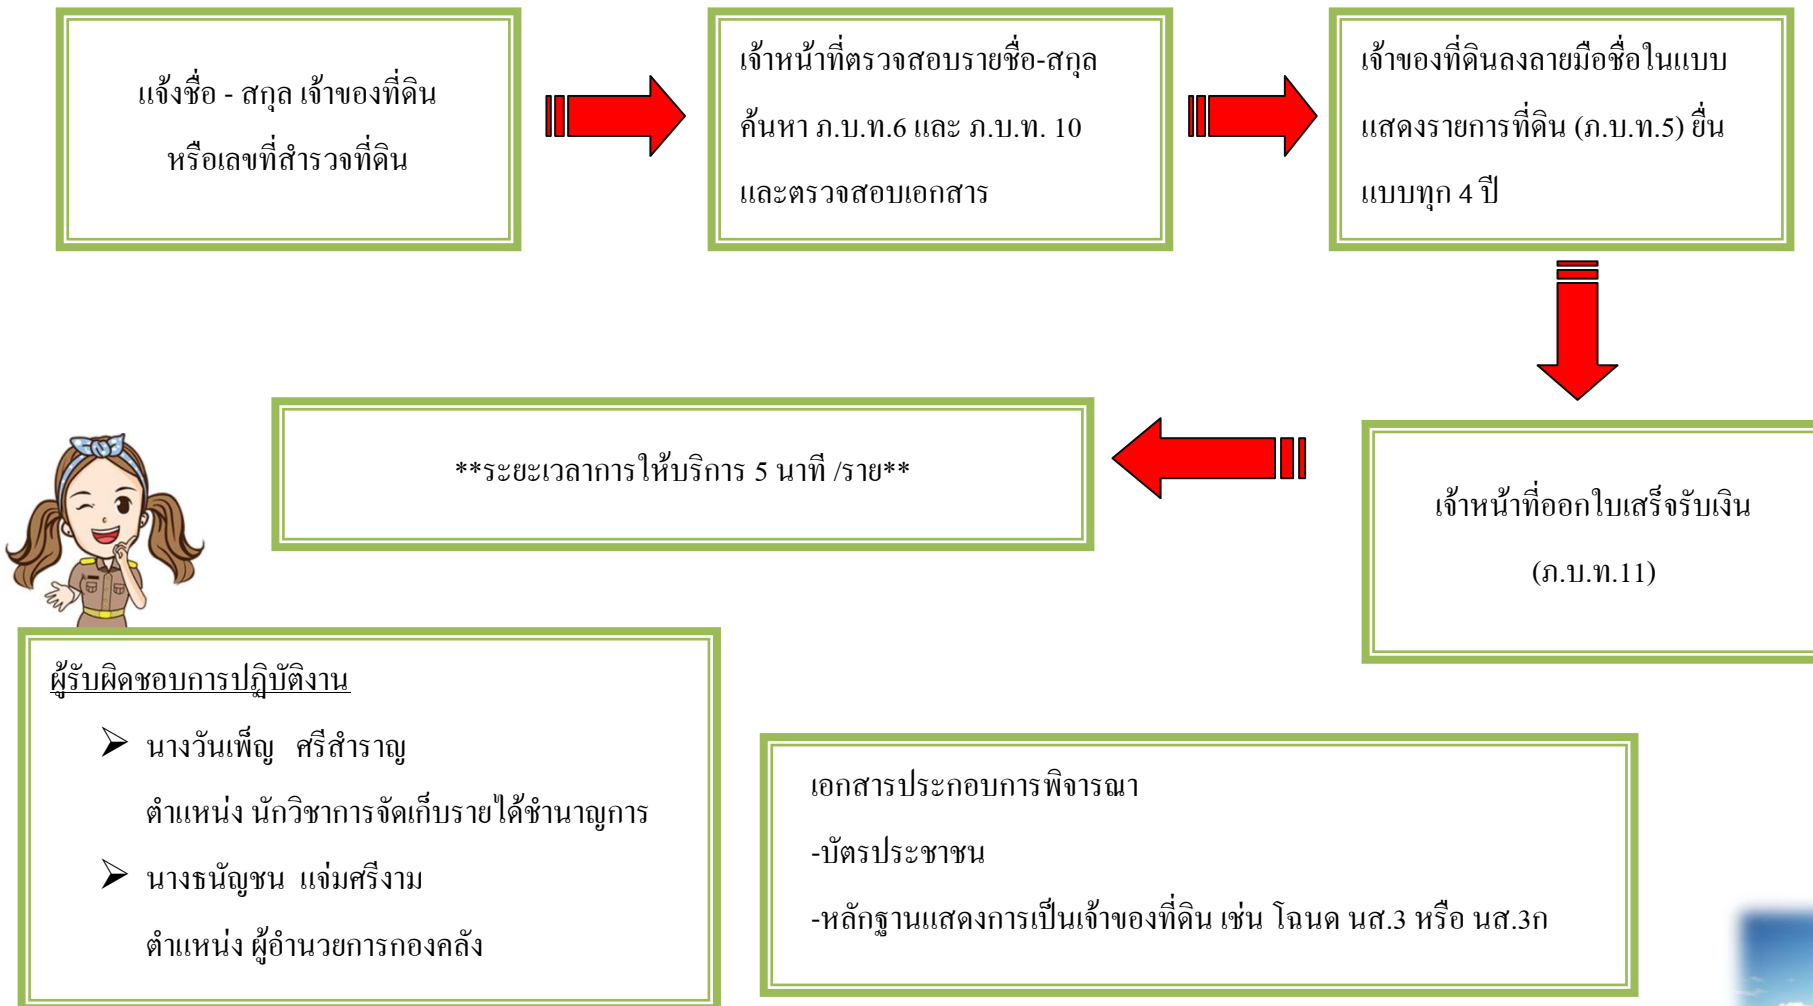 แจ้งชื่อ - สกุล เจ้าของที่ดิน
หรือเลขที่สำรวจที่ดิน
เจ้าหน้าที่ตรวจสอบรายชื่อ-สกุล
ค้นหา ภ.บ.ท.6 และ ภ.บ.ท. 10
และตรวจสอบเอกสาร
เจ้าของที่ดินลงลายมือชื่อในแบบ
แสดงรายการที่ดิน (ภ.บ.ท.5) ยื่น
แบบทุก 4 ปี
เจ้าหน้าที่ออกใบเสร็จรับเงิน
(ภ.บ.ท.11)
**ระยะเวลาการให้บริการ 5 นาที /ราย**
ผู้รับผิดชอบการปฏิบัติงาน
➢ นางวันเพ็ญ ศรีสำราญ
ตำแหน่ง นักวิชาการจัดเก็บรายได้ชำนาญการ
➢ นางธนัญชน แจ่มศรีงาม
ตำแหน่ง ผู้อำนวยการกองคลัง
เอกสารประกอบการพิจารณา
-บัตรประชาชน
-หลักฐานแสดงการเป็นเจ้าของที่ดิน เช่น โฉนด นส.3 หรือ นส.3ก